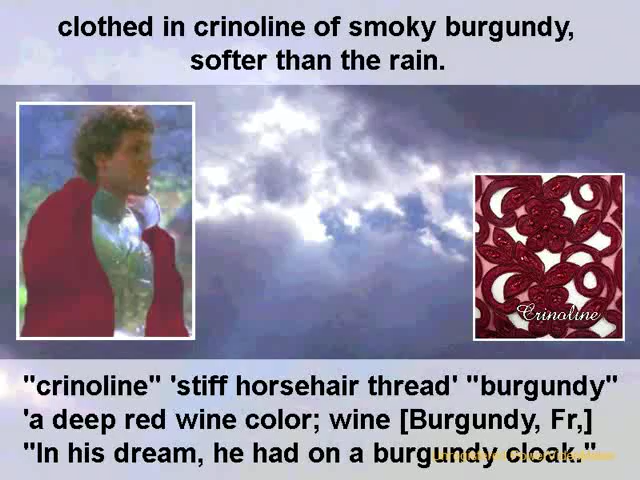 clothed in crinoline of smoky burgundy,
softer than the rain.
Crinoline
"crinoline" 'stiff horsehair thread' "burgundy"
'a deep red wine color; wine [Burgundy, Fr,]
"In his dream, he had on a burgundy cloak."